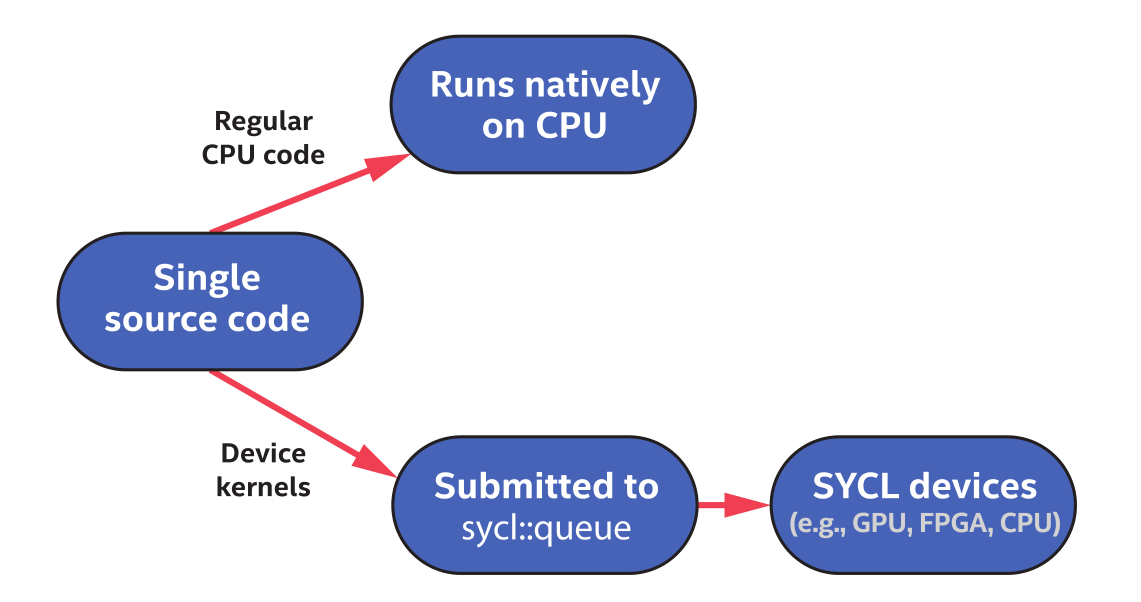 Runs natively
on CPU
Regular
CPU code
Single
source code
Device
kernels
Submitted to
sycl::queue
SYCL devices
(e.g., GPU, FPGA, CPU)